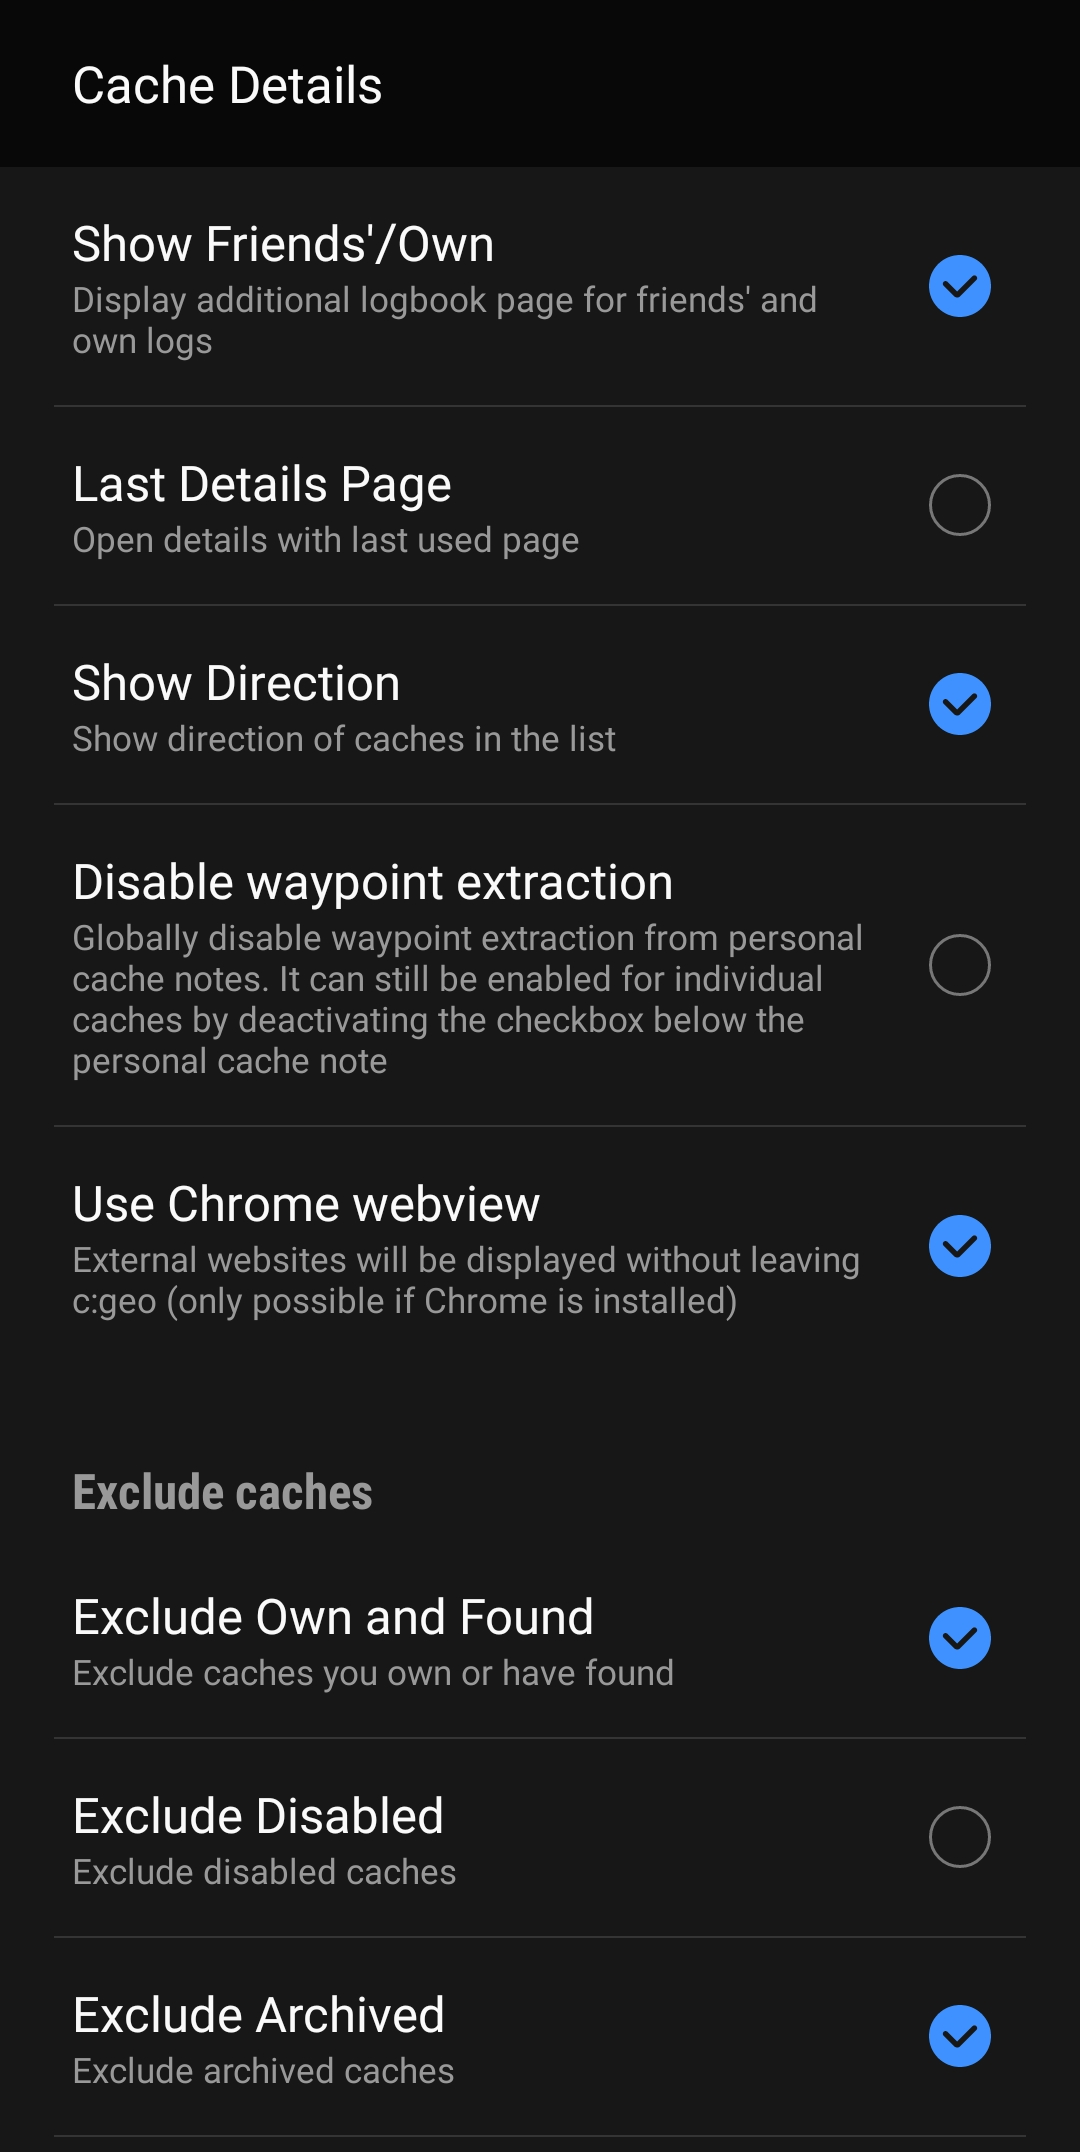 Cache Details
Show Friends'/Own
Display additional logbook page for friends' and
own logs
Last Details Page
Open details with last used page
Show Direction
Show direction of caches in the list
Disable waypoint extraction
Globally disable waypoint extraction from personal
cache notes. It can still be enabled for individual
caches by deactivating the checkbox below the
personal cache note
Use Chrome webview
External websites will be displayed without leaving
c:geo (only possible if Chrome is installed)
Exclude caches
Exclude Own and Found
Exclude caches you own or have found
Exclude Disabled
Exclude disabled caches
Exclude Archived
Exclude archived caches